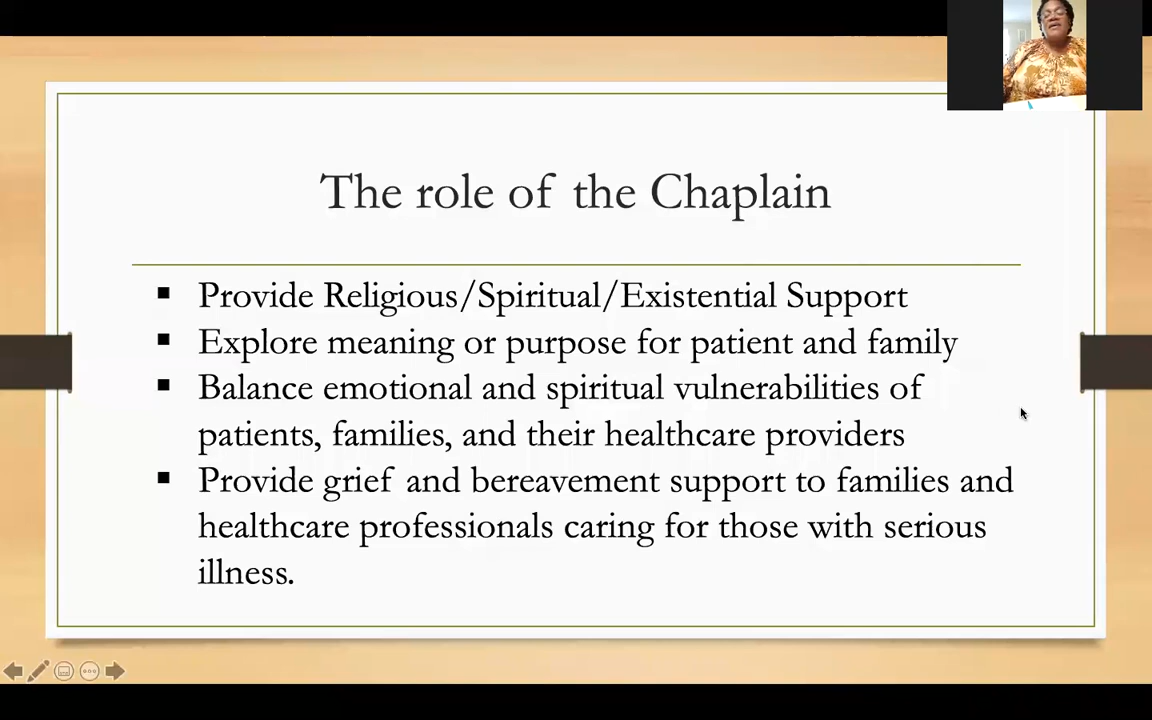 The role of the Chaplain
▪ Provide Religious/Spiritual/Existential Support
▪ Explore meaning or purpose for patient and family
▪ Balance emotional and spiritual vulnerabilities of
patients, families, and their healthcare providers
▪ Provide grief and bereavement support to families and
healthcare professionals caring for those with serious
illness.